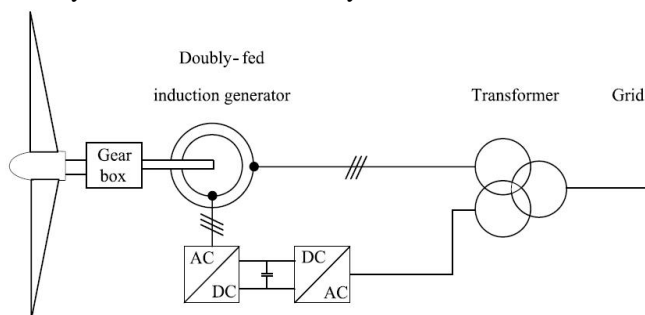 Doubly-fed
induction generator
Transformer
Grid
Gear
box
AC
DC
DC
AC